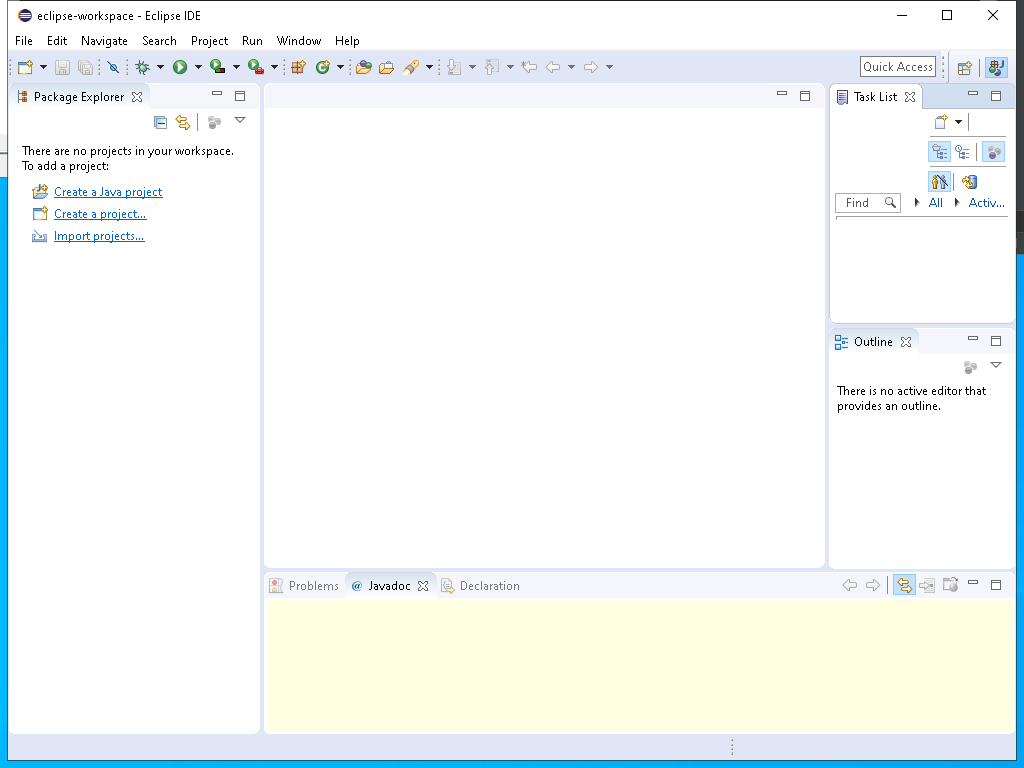 eclipse-workspace - Eclipse IDE
File Edit Navigate Search Project Run Window Help
Quick Access
Package Explorer
There are no projects in your workspace.
To add a project:
Create a Java project
Create a project...
Import projects...
Task List
Find
All
Activ...
Outline
There is no active editor that
provides an outline.
Problems
@ Javadoc
Declaration